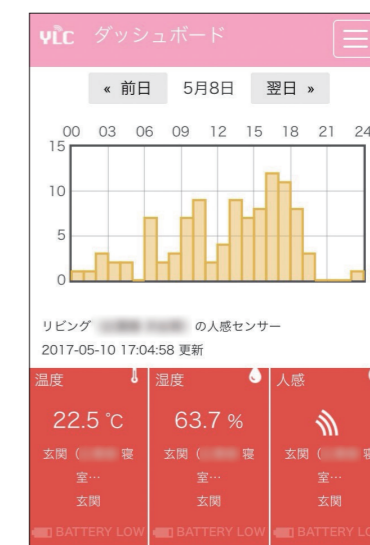 YLC ダッシュボード
« 前日 5月8日 翌日 »
00 03 06 09 12 15 18 21 24
15
10
5
0
リビング の人感センサー
2017-05-10 17:04:58 更新
温度 湿度 人感
22.5 °C 63.7 %
玄関（ 寝 玄関（ 寝 玄関（ 寝
室… 室… 室…
玄関 玄関 玄関
BATTERY LOW BATTERY LOW BATTERY LO